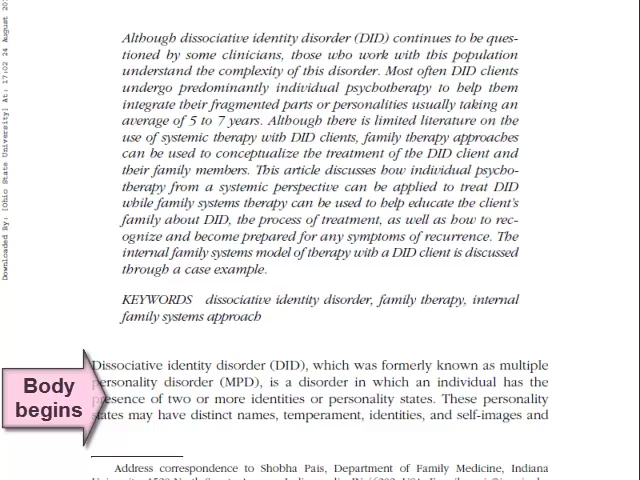 Downloaded By: [Ohio State University] At: 17:02 24 August
Although dissociative identity disorder (DID) continues to be ques-
tioned by some clinicians, those who work with this population
understand the complexity of this disorder. Most often DID clients
undergo predominantly individual psychotherapy to help them
integrate their fragmented parts or personalities usually taking an
average of 5 to 7 years. Although there is limited literature on the
use of systemic therapy with DID clients, family therapy approaches
can be used to conceptualize the treatment of the DID client and
their family members. This article discusses how individual psycho-
therapy from a systemic perspective can be applied to treat DID
while family systems therapy can be used to help educate the client's
family about DID, the process of treatment, as well as how to rec-
ognize and become prepared for any symptoms of recurrence. The
internal family systems model of therapy with a DID client is discussed
through a case example.
KEYWORDS dissociative identity disorder, family therapy, internal
family systems approach
Body
begins
Dissociative identity disorder (DID), which was formerly known as multiple
personality disorder (MPD), is a disorder in which an individual has the
presence of two or more identities or personality states. These personality
states may have distinct names, temperament, identities, and self-images and
Address correspondence to Shobha Pais, Department of Family Medicine, Indiana